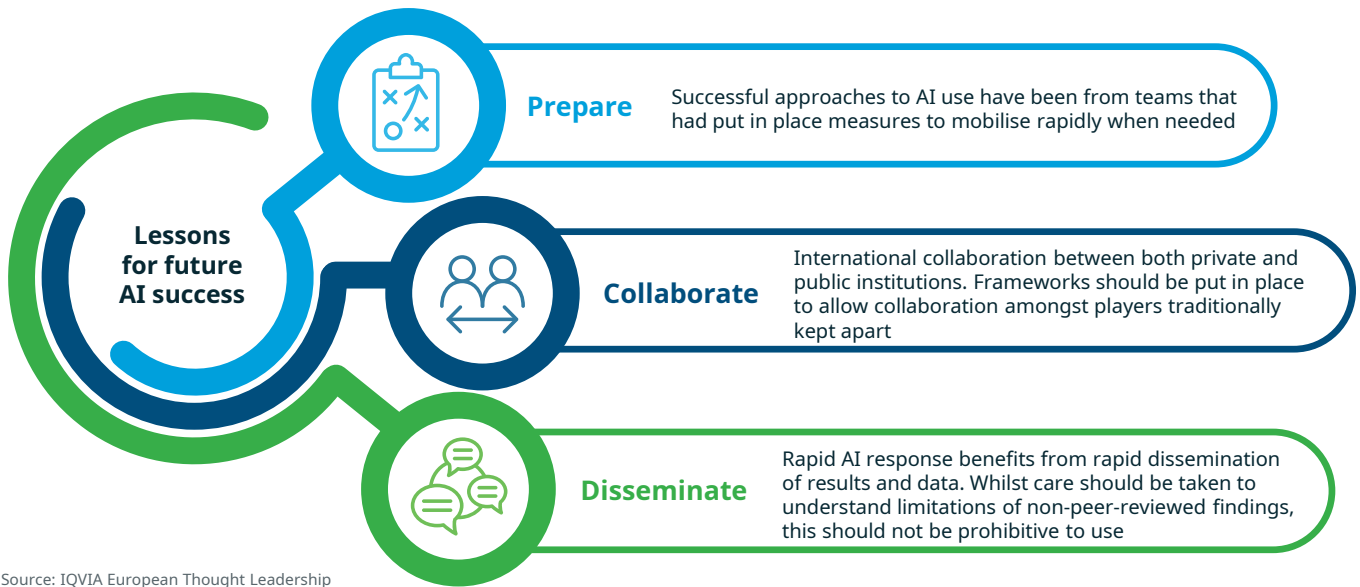 Lessons
for future
AI success
Prepare
Successful approaches to AI use have been from teams that
had put in place measures to mobilise rapidly when needed
Collaborate
International collaboration between both private and
public institutions. Frameworks should be put in place
to allow collaboration amongst players traditionally
kept apart
Disseminate
Rapid AI response benefits from rapid dissemination
of results and data. Whilst care should be taken to
understand limitations of non-peer-reviewed findings,
this should not be prohibitive to use
Source: IQVIA European Thought Leadership